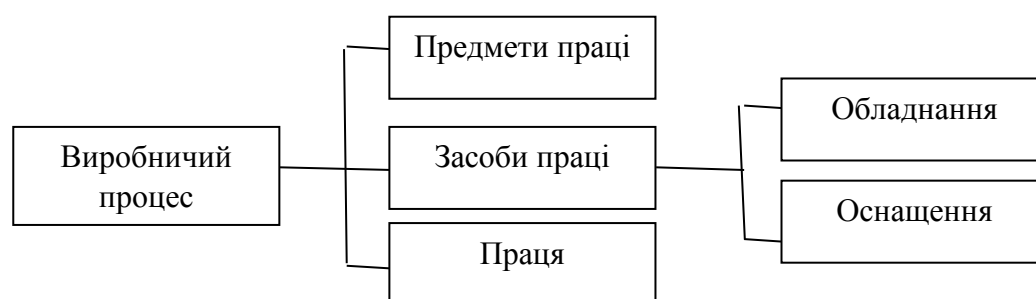 Виробничий
процес
Предмети праці
Засоби праці
Праця
Обладнання
Оснащення